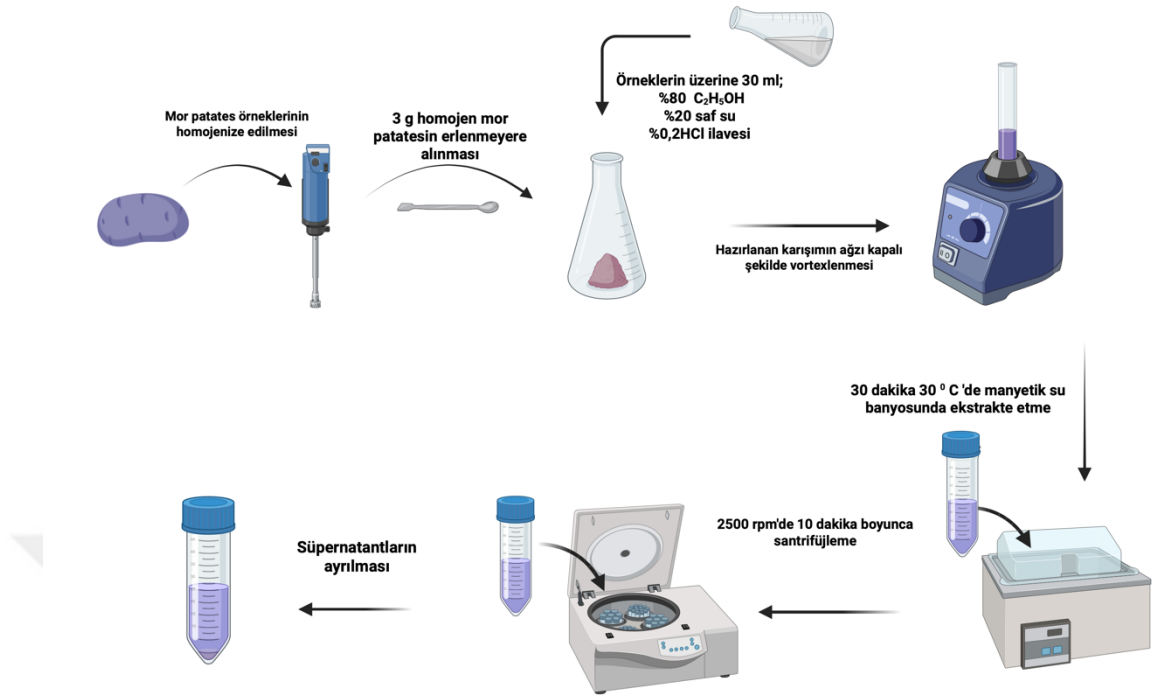 Mor patates örneklerinin
homojenize edilmesi
3 g homojen mor
patatesin erlenmeyere
alınması
Örneklerin üzerine 30 ml;
%80 C₂H₅OH
%20 saf su
%0,2HCl ilavesi
Hazırlanan karışımın ağzı kapalı
şekilde vortexlenmesi
30 dakika 30 ⁰ C 'de manyetik su
banyosunda ekstrakte etme
2500 rpm'de 10 dakika boyunca
santrifüjleme
Süpernatantların
ayrılması